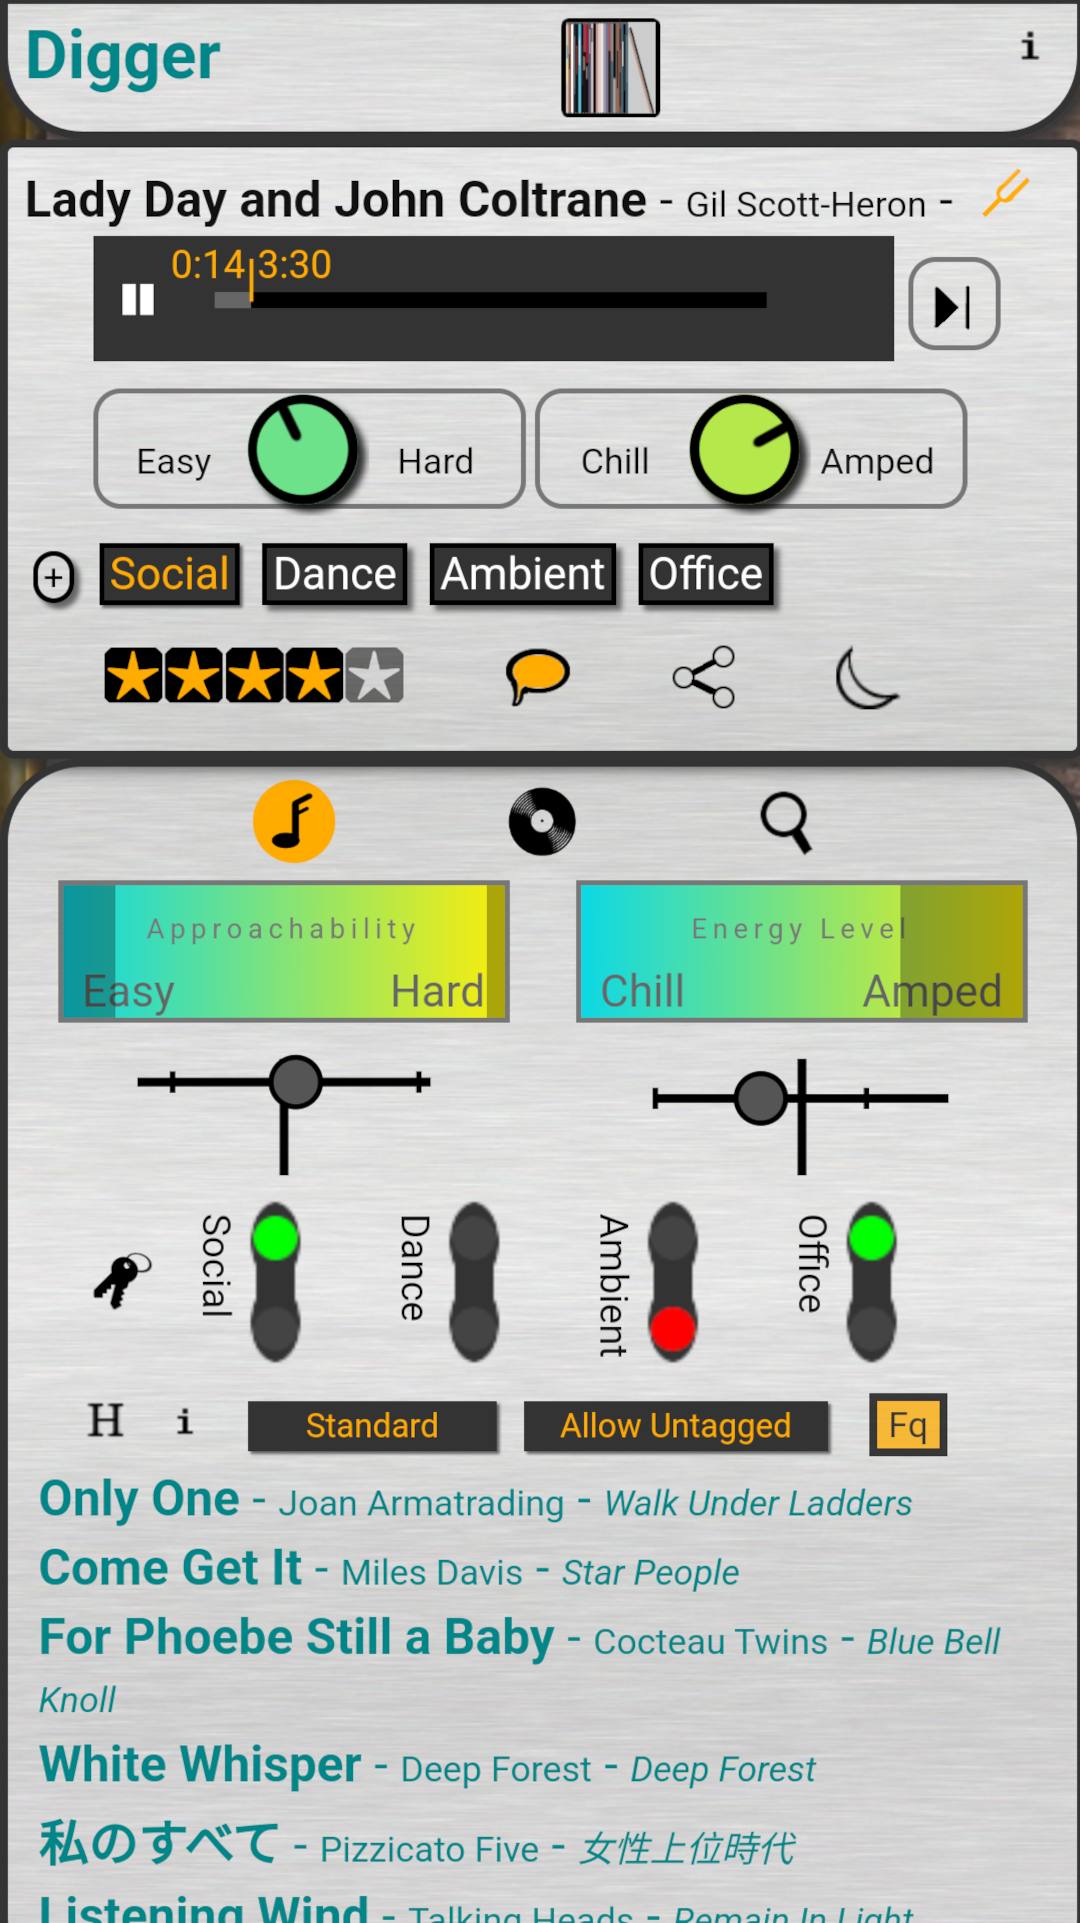 Digger
i
Lady Day and John Coltrane - Gil Scott-Heron -
0:14 3:30
Easy Hard Chill Amped
+ Social Dance Ambient Office
Approachability Energy Level
Easy Hard Chill Amped
Social Dance Ambient Office
H i Standard Allow Untagged Fq
Only One - Joan Armatrading - Walk Under Ladders
Come Get It - Miles Davis - Star People
For Phoebe Still a Baby - Cocteau Twins - Blue Bell
Knoll
White Whisper - Deep Forest - Deep Forest
私のすべて - Pizzicato Five - 女性上位時代
Listening Wind - Talking Heads - Remain In Light